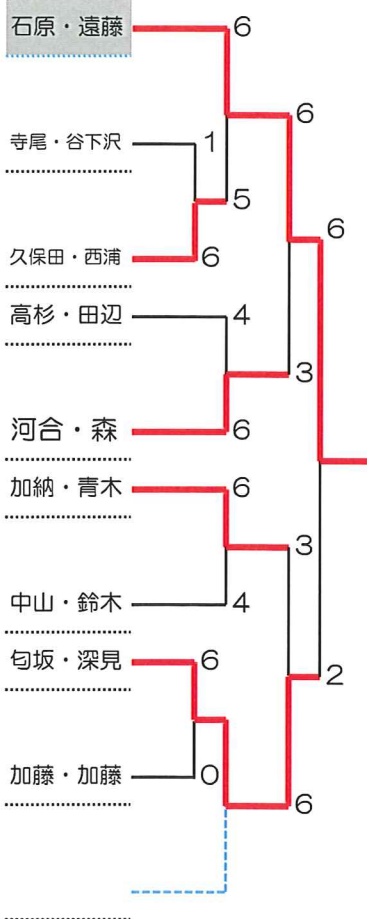 石原・遠藤 6
6
寺尾・谷下沢 1
5
6
久保田・西浦 6
高杉・田辺 4
3
河合・森 6
加納・青木 6
3
中山・鈴木 4
匂坂・深見 6
2
加藤・加藤 0
6